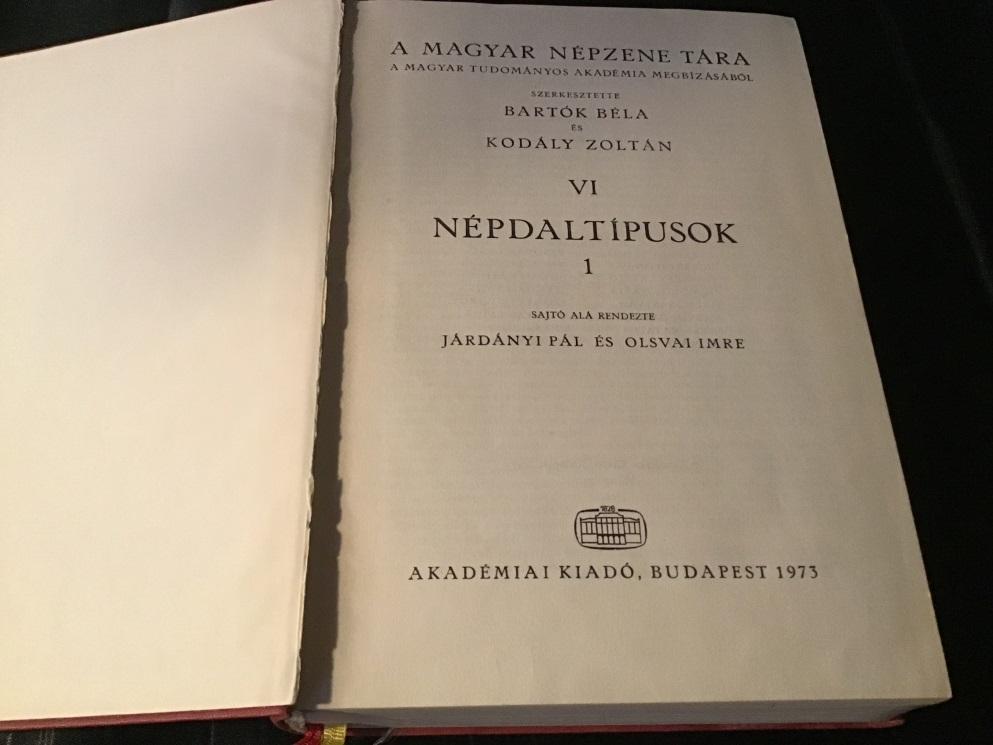 A MAGYAR NÉPZENE TÁRA
A MAGYAR TUDOMÁNYOS AKADÉMIA MEGBÍZÁSÁBÓL
SZERKESZTETTE
BARTÓK BÉLA
ÉS
KODÁLY ZOLTÁN
VI
NÉPDALTÍPUSOK
1
SAJTÓ ALÁ RENDEZTE
JÁRDÁNYI PÁL ÉS OLSVAI IMRE
1828
AKADÉMIAI KIADÓ, BUDAPEST 1973